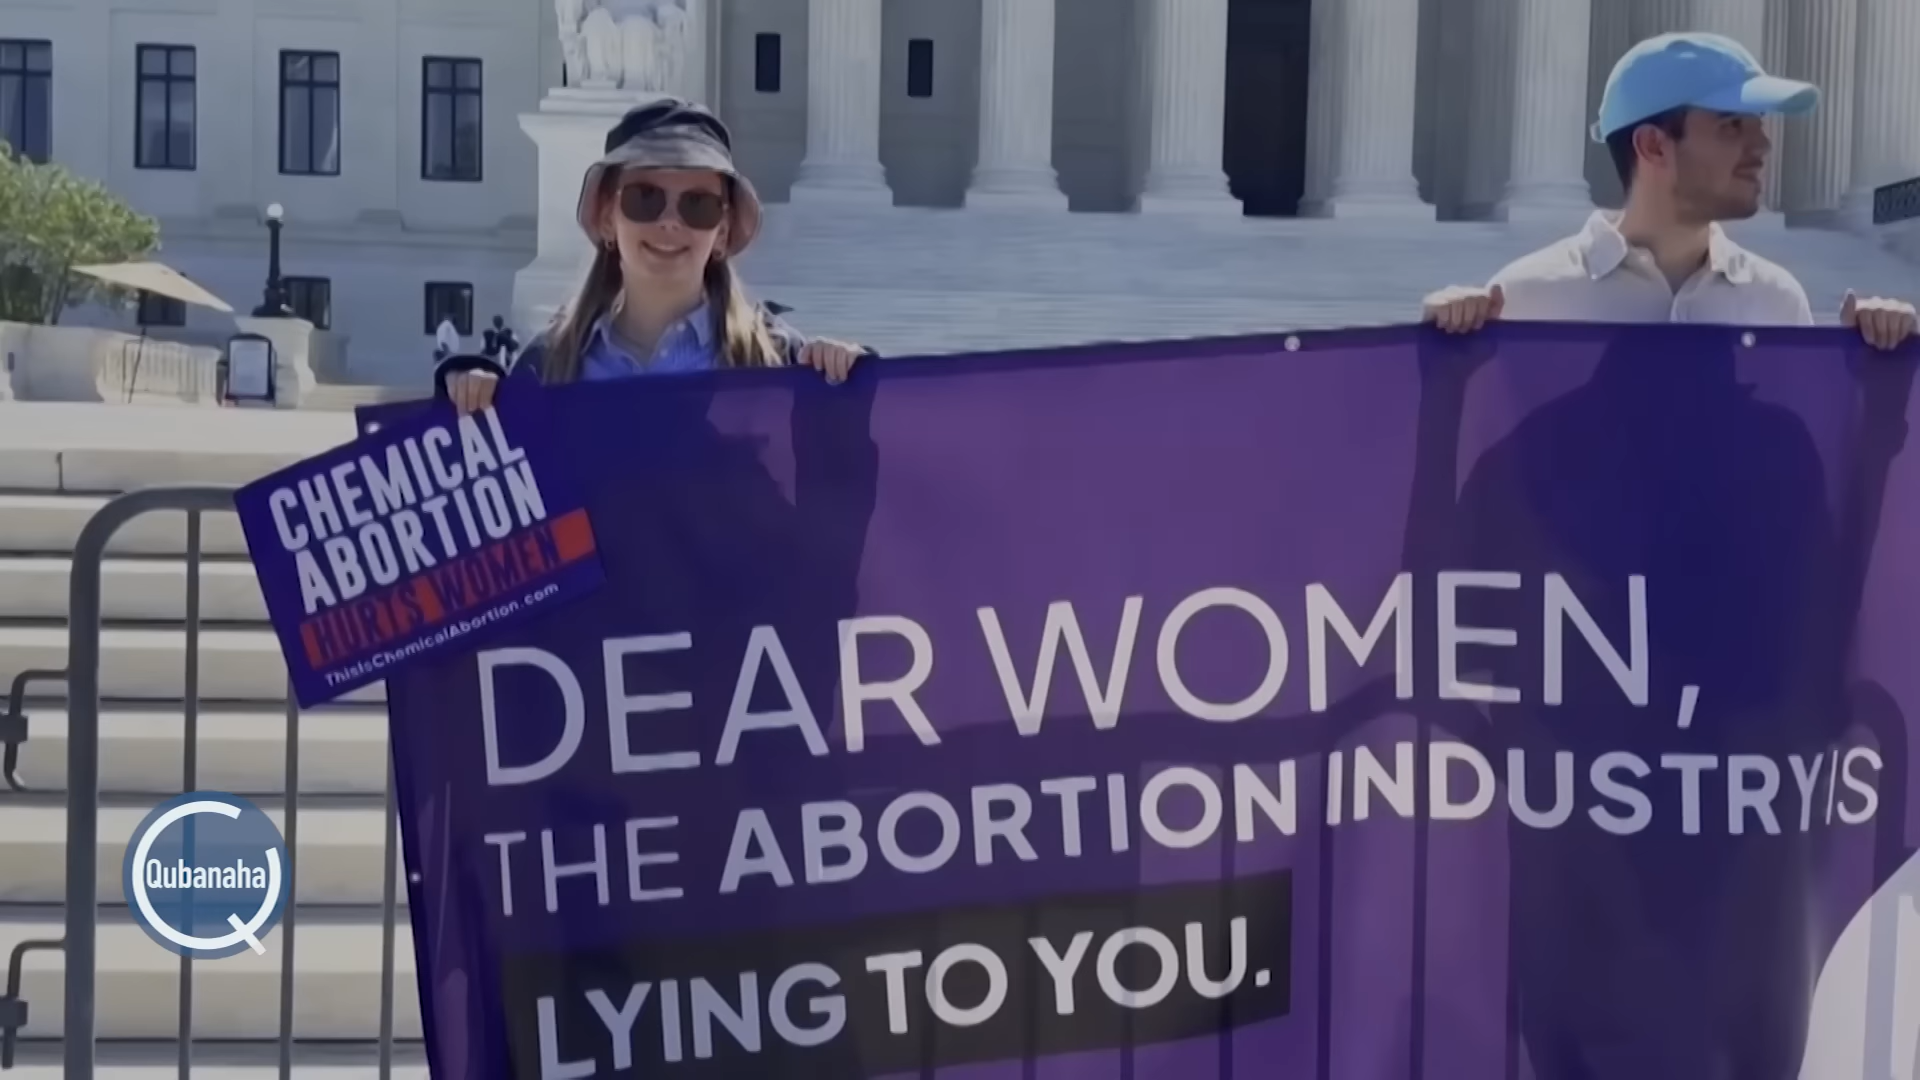 CHEMICAL
ABORTION
HURTS WOMEN
ThisIsChemicalAbortion.com
DEAR WOMEN,
THE ABORTION INDUSTRY IS
LYING TO YOU.
Qubanaha